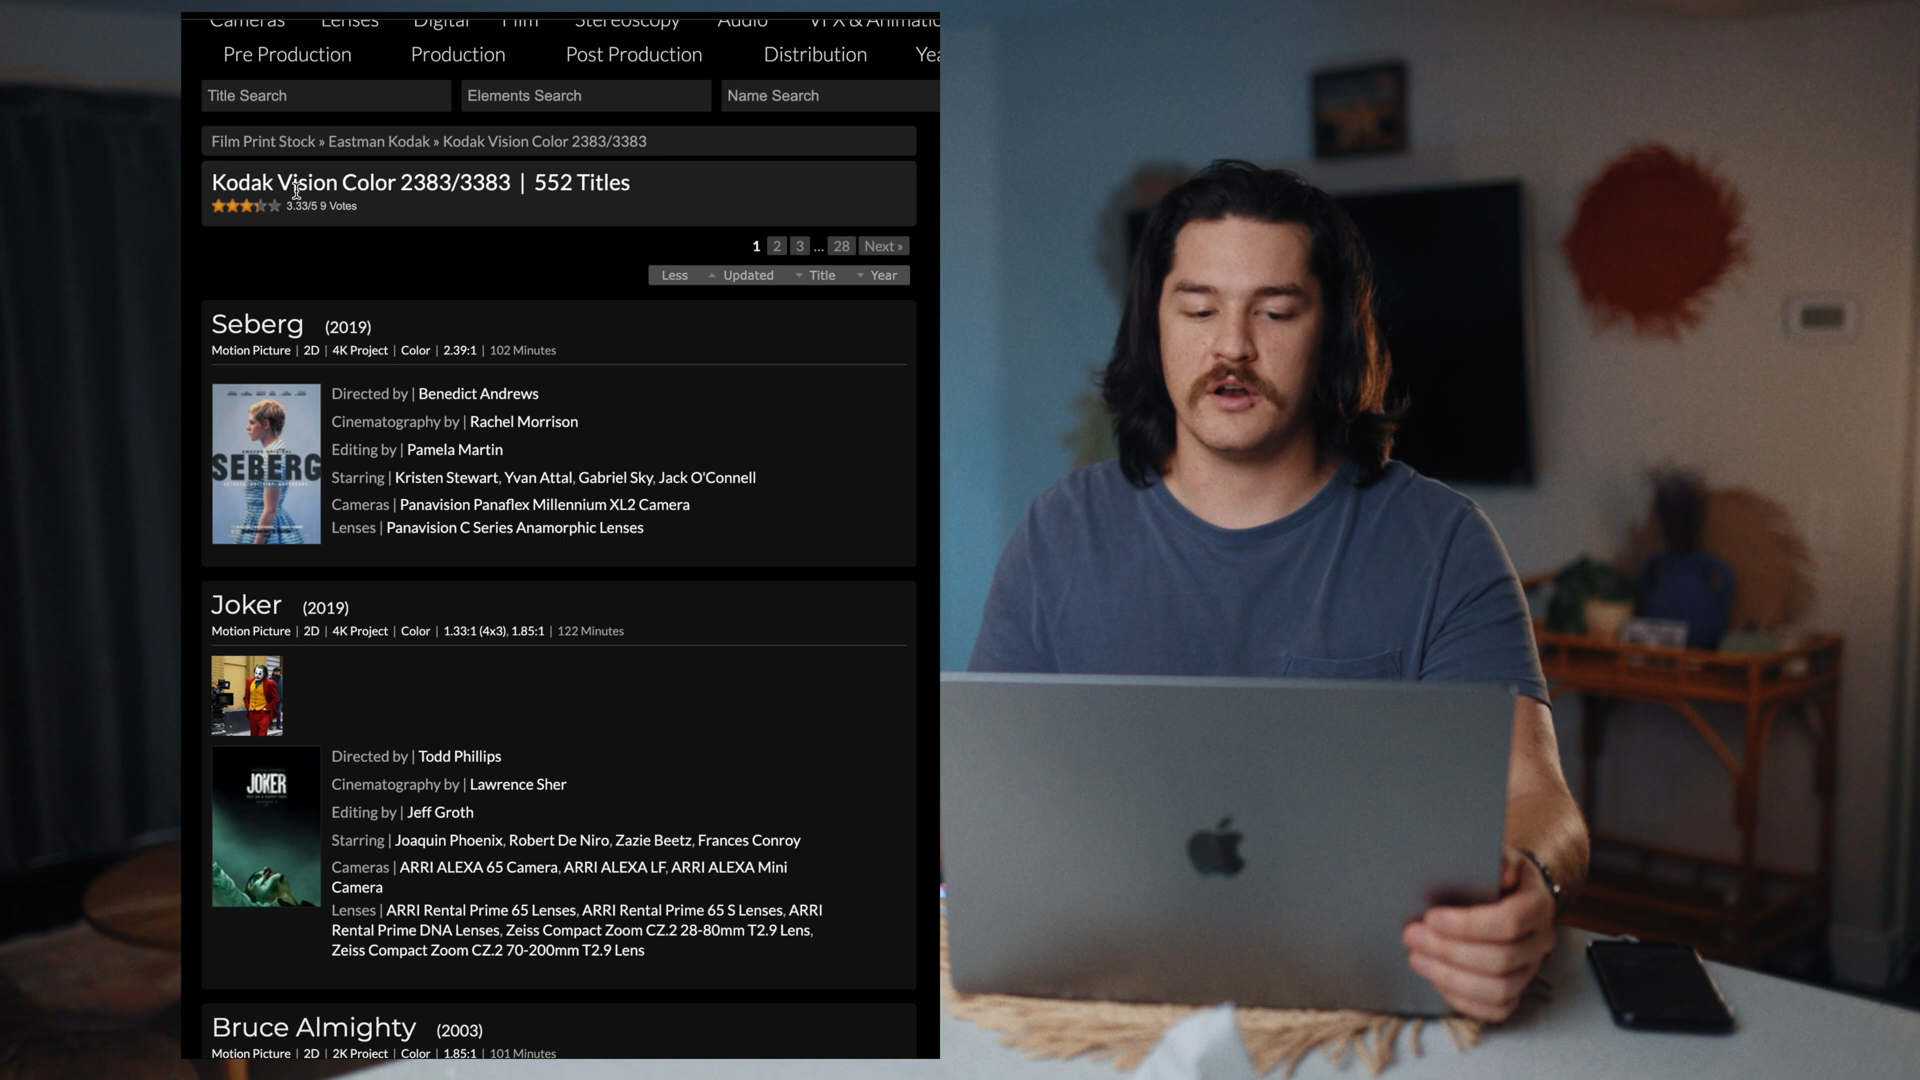 Cameras Lenses Digital Film Stereoscopy Audio VFX & Animatio
Pre Production Production Post Production Distribution Yea
Title Search Elements Search Name Search
Film Print Stock » Eastman Kodak » Kodak Vision Color 2383/3383
Kodak Vision Color 2383/3383 | 552 Titles
3.33/5 9 Votes
1 2 3 ... 28 Next »
Less Updated Title Year
Seberg (2019)
Motion Picture | 2D | 4K Project | Color | 2.39:1 | 102 Minutes
SEBERG
Directed by | Benedict Andrews
Cinematography by | Rachel Morrison
Editing by | Pamela Martin
Starring | Kristen Stewart, Yvan Attal, Gabriel Sky, Jack O'Connell
Cameras | Panavision Panaflex Millennium XL2 Camera
Lenses | Panavision C Series Anamorphic Lenses
Joker (2019)
Motion Picture | 2D | 4K Project | Color | 1.33:1 (4x3), 1.85:1 | 122 Minutes
JOKER
Directed by | Todd Phillips
Cinematography by | Lawrence Sher
Editing by | Jeff Groth
Starring | Joaquin Phoenix, Robert De Niro, Zazie Beetz, Frances Conroy
Cameras | ARRI ALEXA 65 Camera, ARRI ALEXA LF, ARRI ALEXA Mini
Camera
Lenses | ARRI Rental Prime 65 Lenses, ARRI Rental Prime 65 S Lenses, ARRI
Rental Prime DNA Lenses, Zeiss Compact Zoom CZ.2 28-80mm T2.9 Lens,
Zeiss Compact Zoom CZ.2 70-200mm T2.9 Lens
Bruce Almighty (2003)
Motion Picture | 2D | 2K Project | Color | 1.85:1 | 101 Minutes